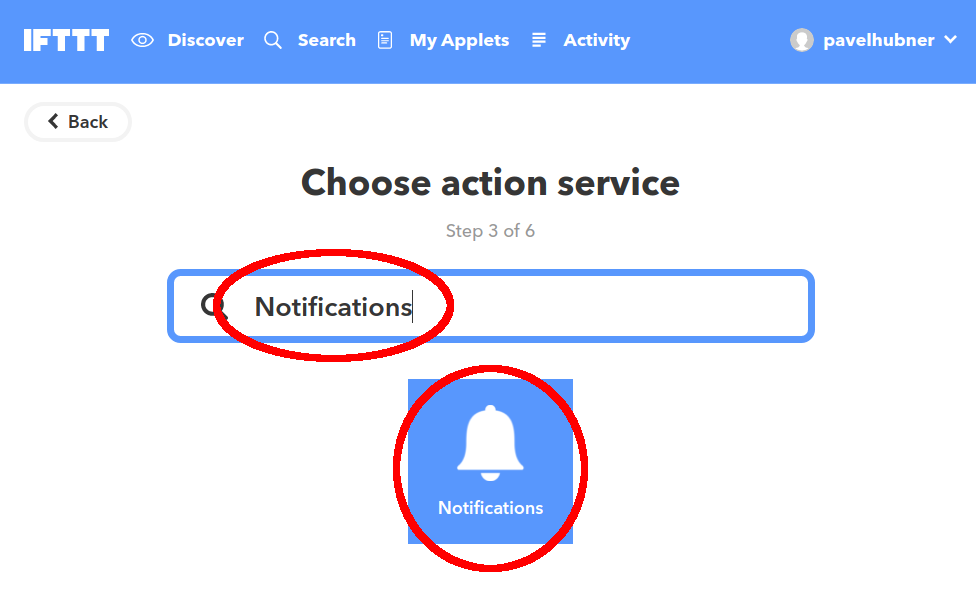 IFTTT Discover Search My Applets Activity pavelhubner
Back
Choose action service
Step 3 of 6
Notifications
Notifications